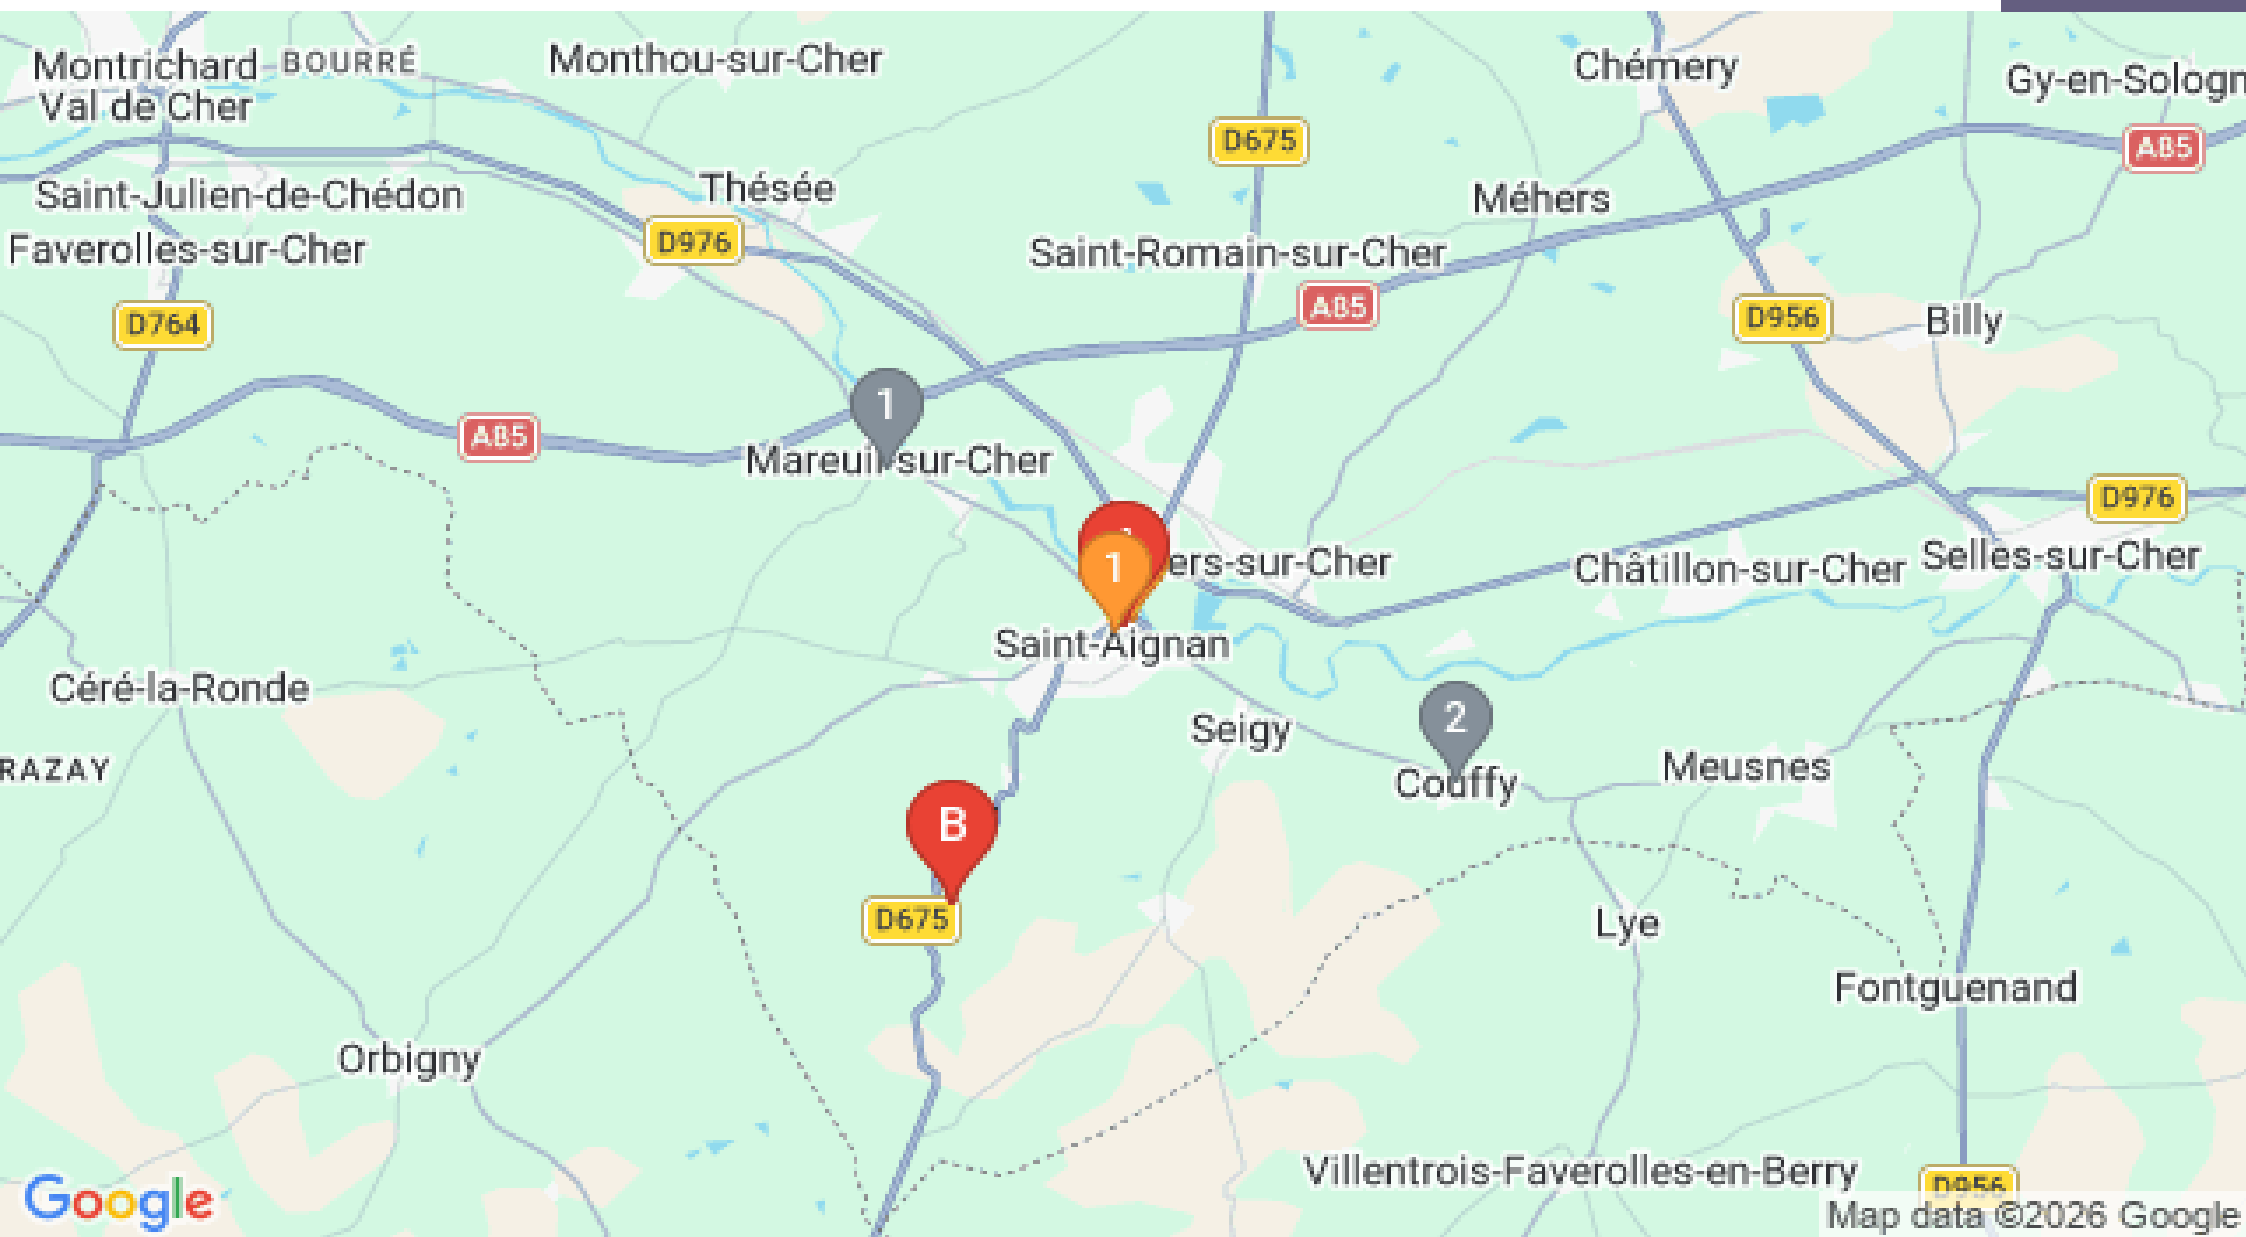 Montrichard
Val de Cher
BOURRÉ
Monthou-sur-Cher
Chémery
Gy-en-Sologn
D675
A85
Saint-Julien-de-Chédon
Thésée
Méhers
Faverolles-sur-Cher
D976
Saint-Romain-sur-Cher
A85
D764
D956
Billy
1
A85
Mareuil-sur-Cher
D976
1
ers-sur-Cher
Châtillon-sur-Cher
Selles-sur-Cher
Saint-Aignan
Céré-la-Ronde
2
Seigy
RAZAY
Couffy
Meusnes
B
D675
Lye
Fontguenand
Orbigny
Villentrois-Faverolles-en-Berry
D956
Google
Map data ©2026 Google